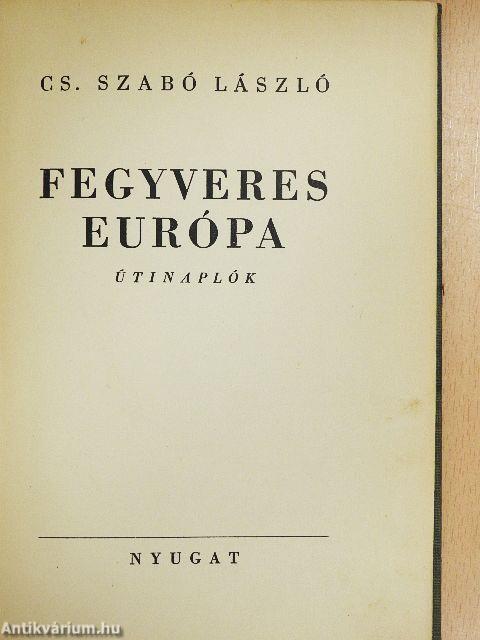 CS. SZABÓ LÁSZLÓ
FEGYVERES
EURÓPA
ÚTINAPLÓK
NYUGAT
Antikvárium.hu